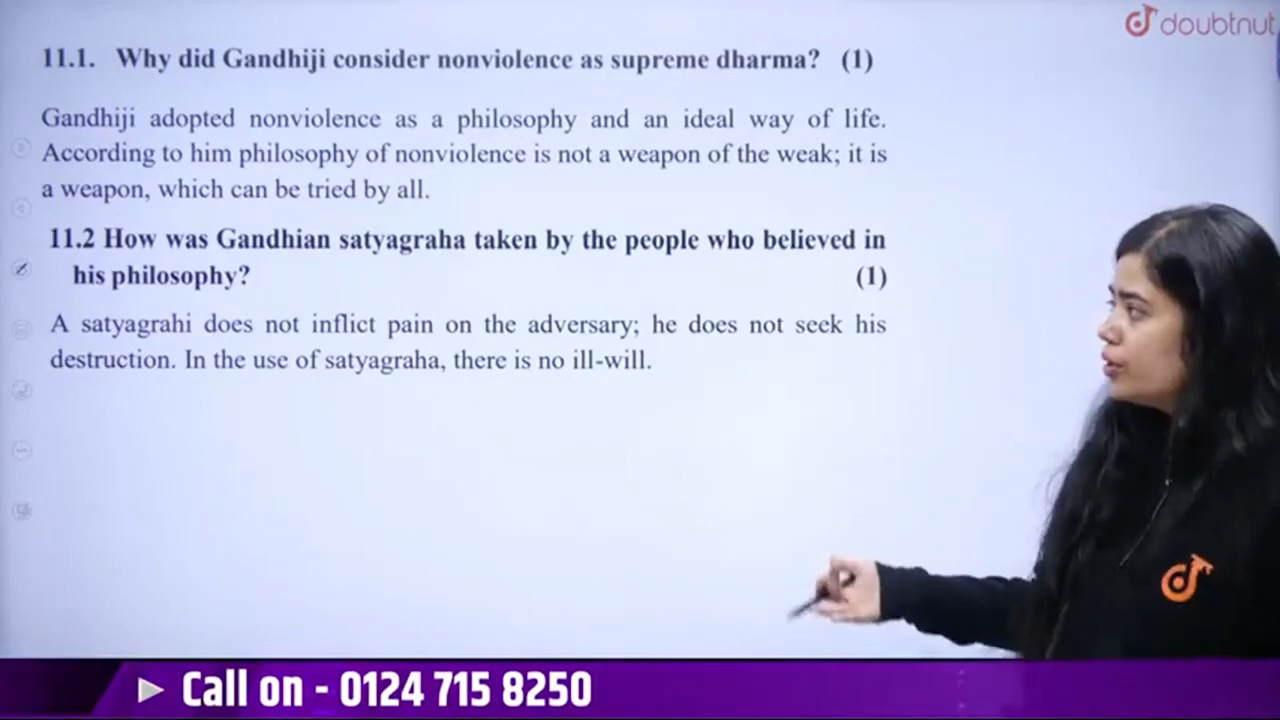 doubtnut
11.1. Why did Gandhiji consider nonviolence as supreme dharma? (1)
Gandhiji adopted nonviolence as a philosophy and an ideal way of life.
According to him philosophy of nonviolence is not a weapon of the weak; it is
a weapon, which can be tried by all.
11.2 How was Gandhian satyagraha taken by the people who believed in
his philosophy? (1)
A satyagrahi does not inflict pain on the adversary; he does not seek his
destruction. In the use of satyagraha, there is no ill-will.
Call on - 0124 715 8250